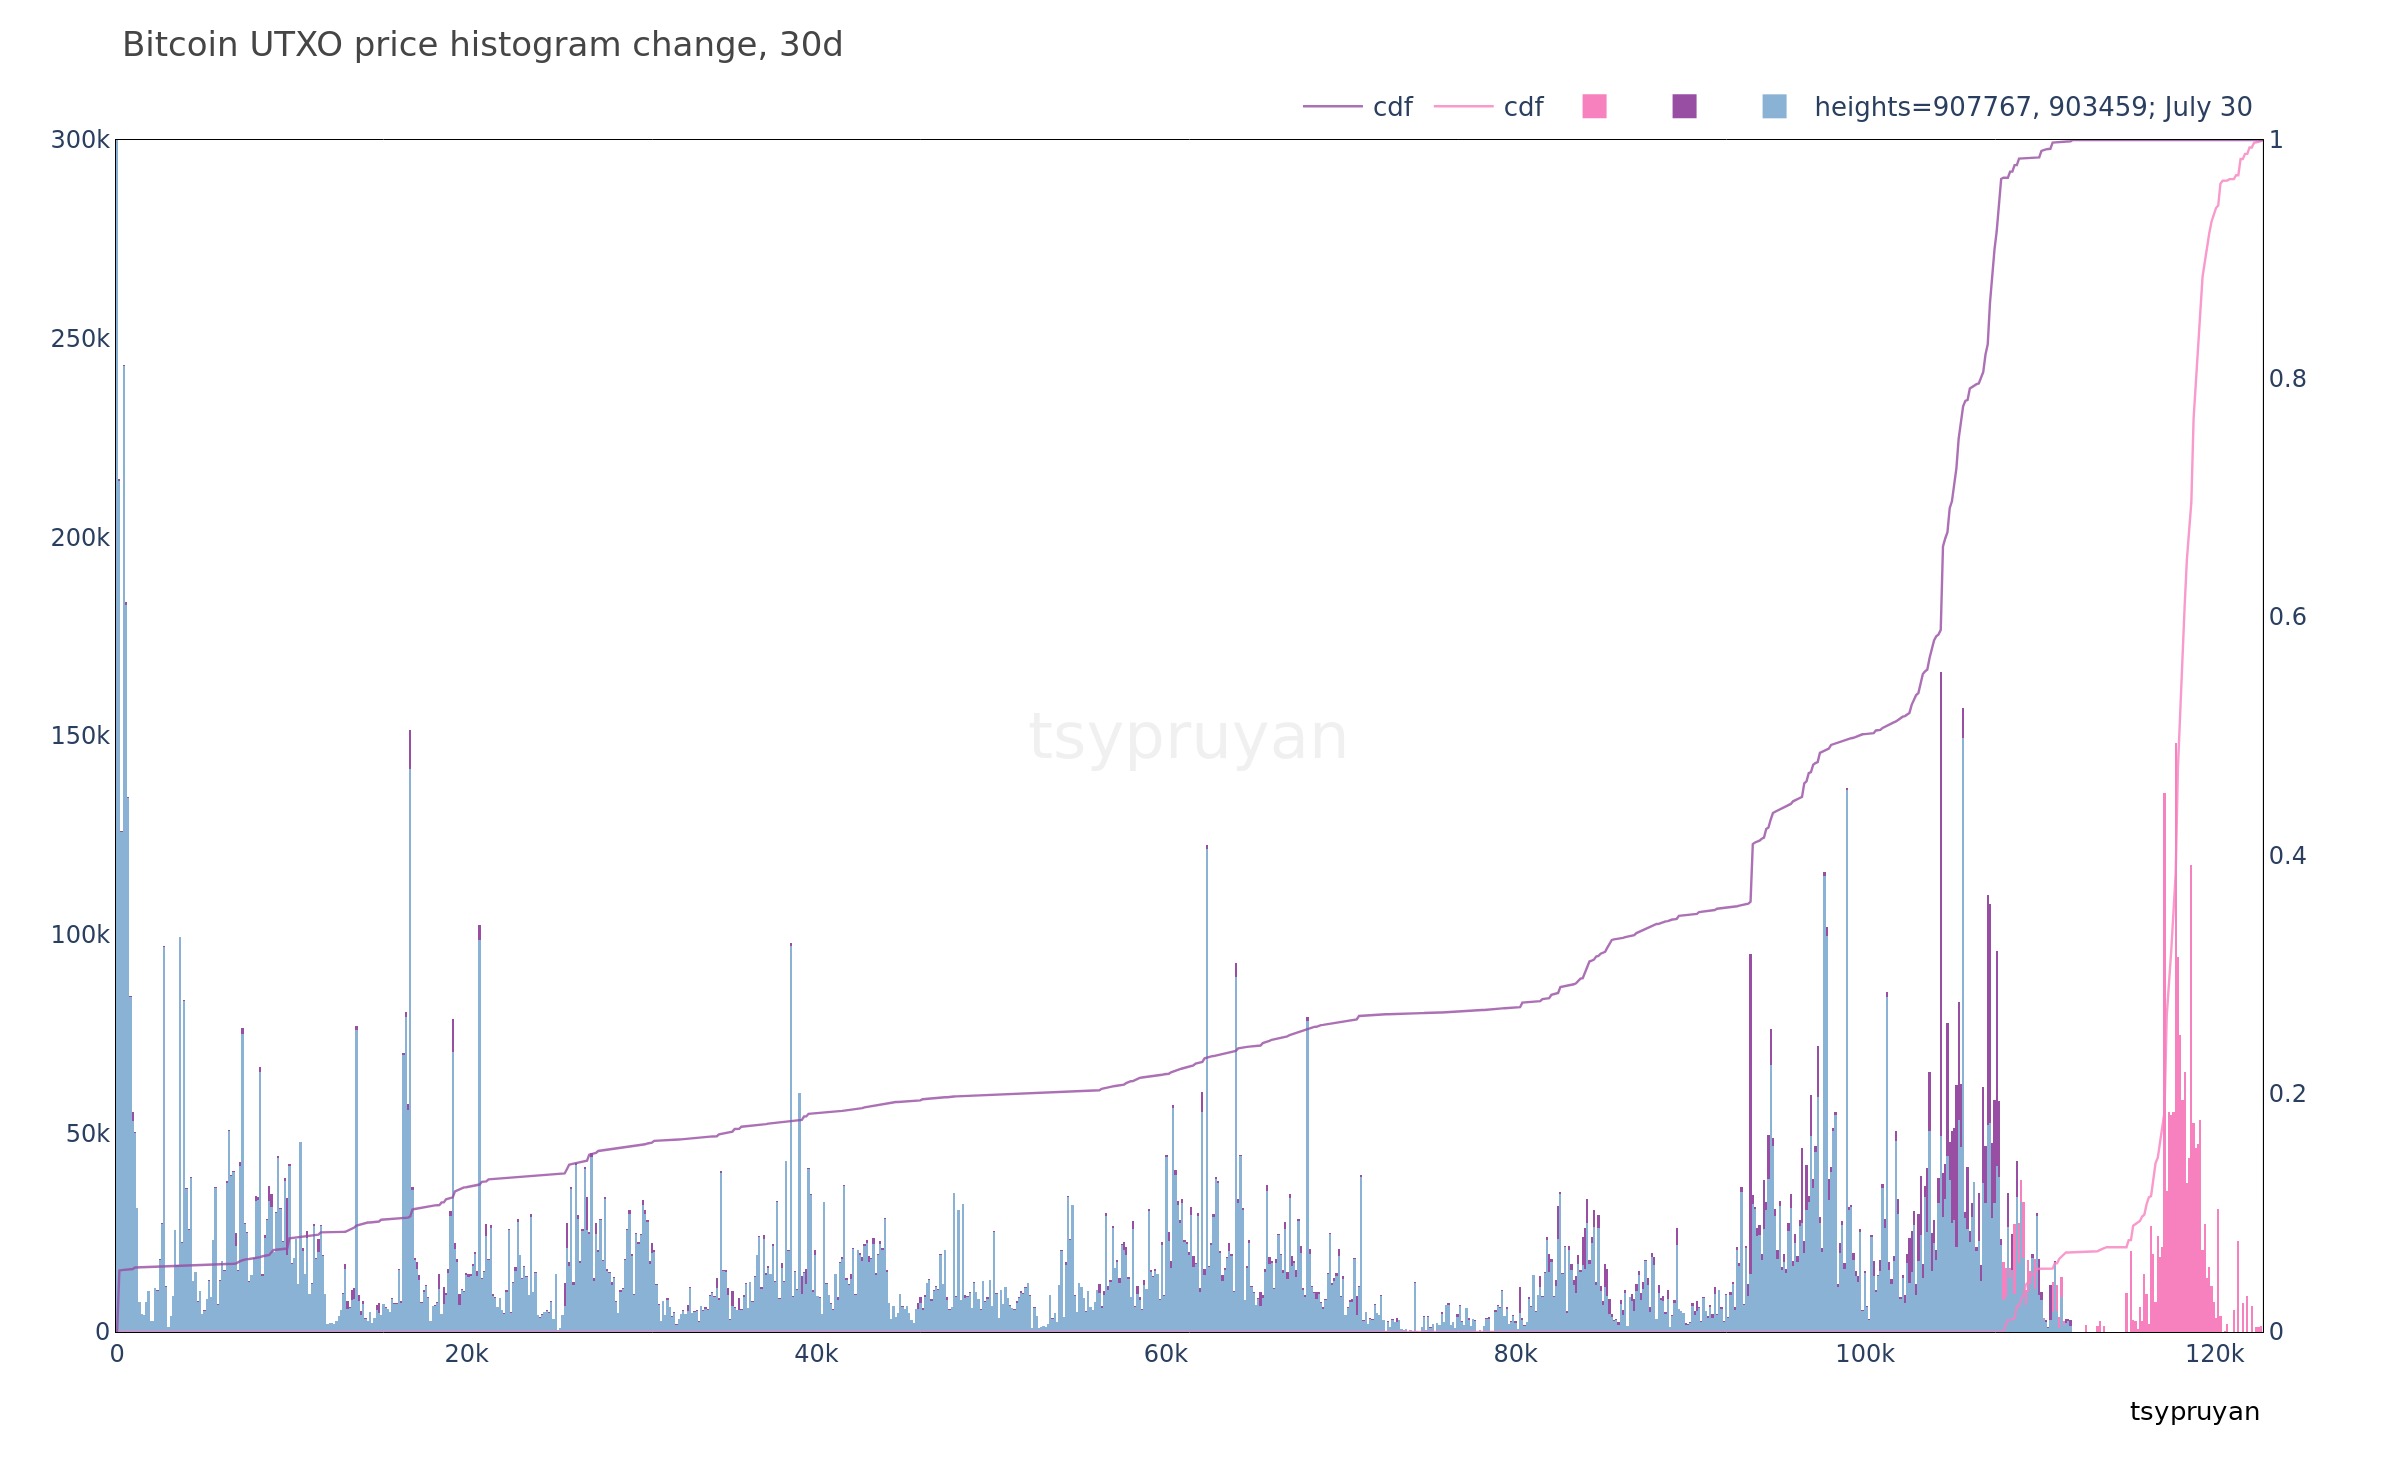 Bitcoin UTXO price histogram change, 30d
cdf cdf heights=907767, 903459; July 30
300k 1
250k
0.8
200k
0.6
150k
tsypruyan
0.4
100k
0.2
50k
0 0
0 20k 40k 60k 80k 100k 120k
tsypruyan